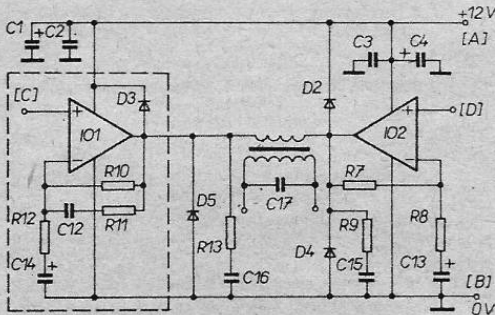 +12V
[A]
C1
+
C2
C3
+
C4
[C]
+
IO1
−
D3
D2
+
IO2
−
[D]
R10
R12
C12
R11
C14
+
D5
R13
C16
C17
R7
R9
R8
D4
C15
C13
+
[B]
0V